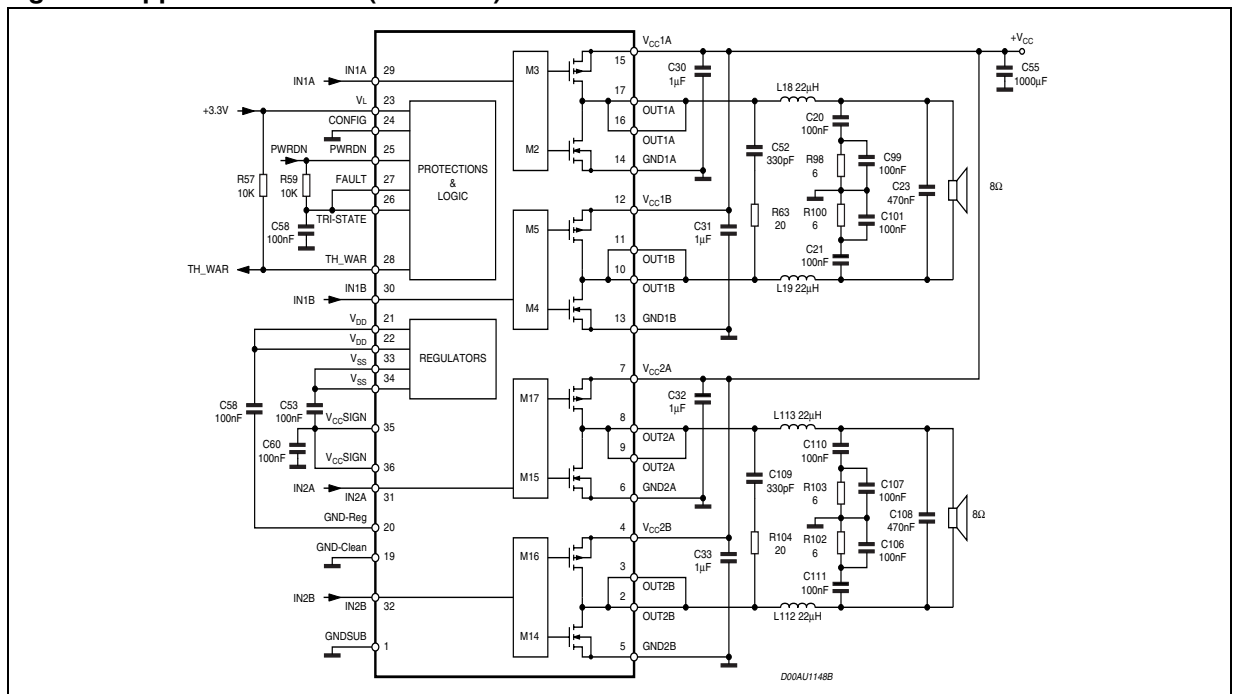 +VCC
VCC1A
15
M3
C30
1µF
C55
1000µF
IN1A
IN1A
29
L18 22µH
+3.3V
VL
23
17
OUT1A
CONFIG
24
16
OUT1A
C20
100nF
PWRDN
PWRDN
25
M2
14
GND1A
C52
330pF
R98
6
C99
100nF
R57
10K
R59
10K
FAULT
27
PROTECTIONS
&
LOGIC
C23
470nF
8Ω
26
TRI-STATE
12
VCC1B
C58
100nF
M5
C31
1µF
R63
20
R100
6
C101
100nF
11
OUT1B
C21
100nF
TH_WAR
TH_WAR
28
10
OUT1B
L19 22µH
IN1B
IN1B
30
M4
13
GND1B
VDD
21
VDD
22
VSS
33
REGULATORS
VSS
34
7
VCC2A
C58
100nF
C53
100nF
M17
C32
1µF
L113 22µH
VCCSIGN
35
8
OUT2A
C60
100nF
9
OUT2A
C110
100nF
VCCSIGN
36
M15
6
GND2A
C109
330pF
R103
6
C107
100nF
IN2A
IN2A
31
C108
470nF
8Ω
GND-Reg
20
4
VCC2B
GND-Clean
19
M16
C33
1µF
R104
20
R102
6
C106
100nF
3
OUT2B
C111
100nF
IN2B
IN2B
32
2
OUT2B
L112 22µH
GNDSUB
1
M14
5
GND2B
D00AU1148B